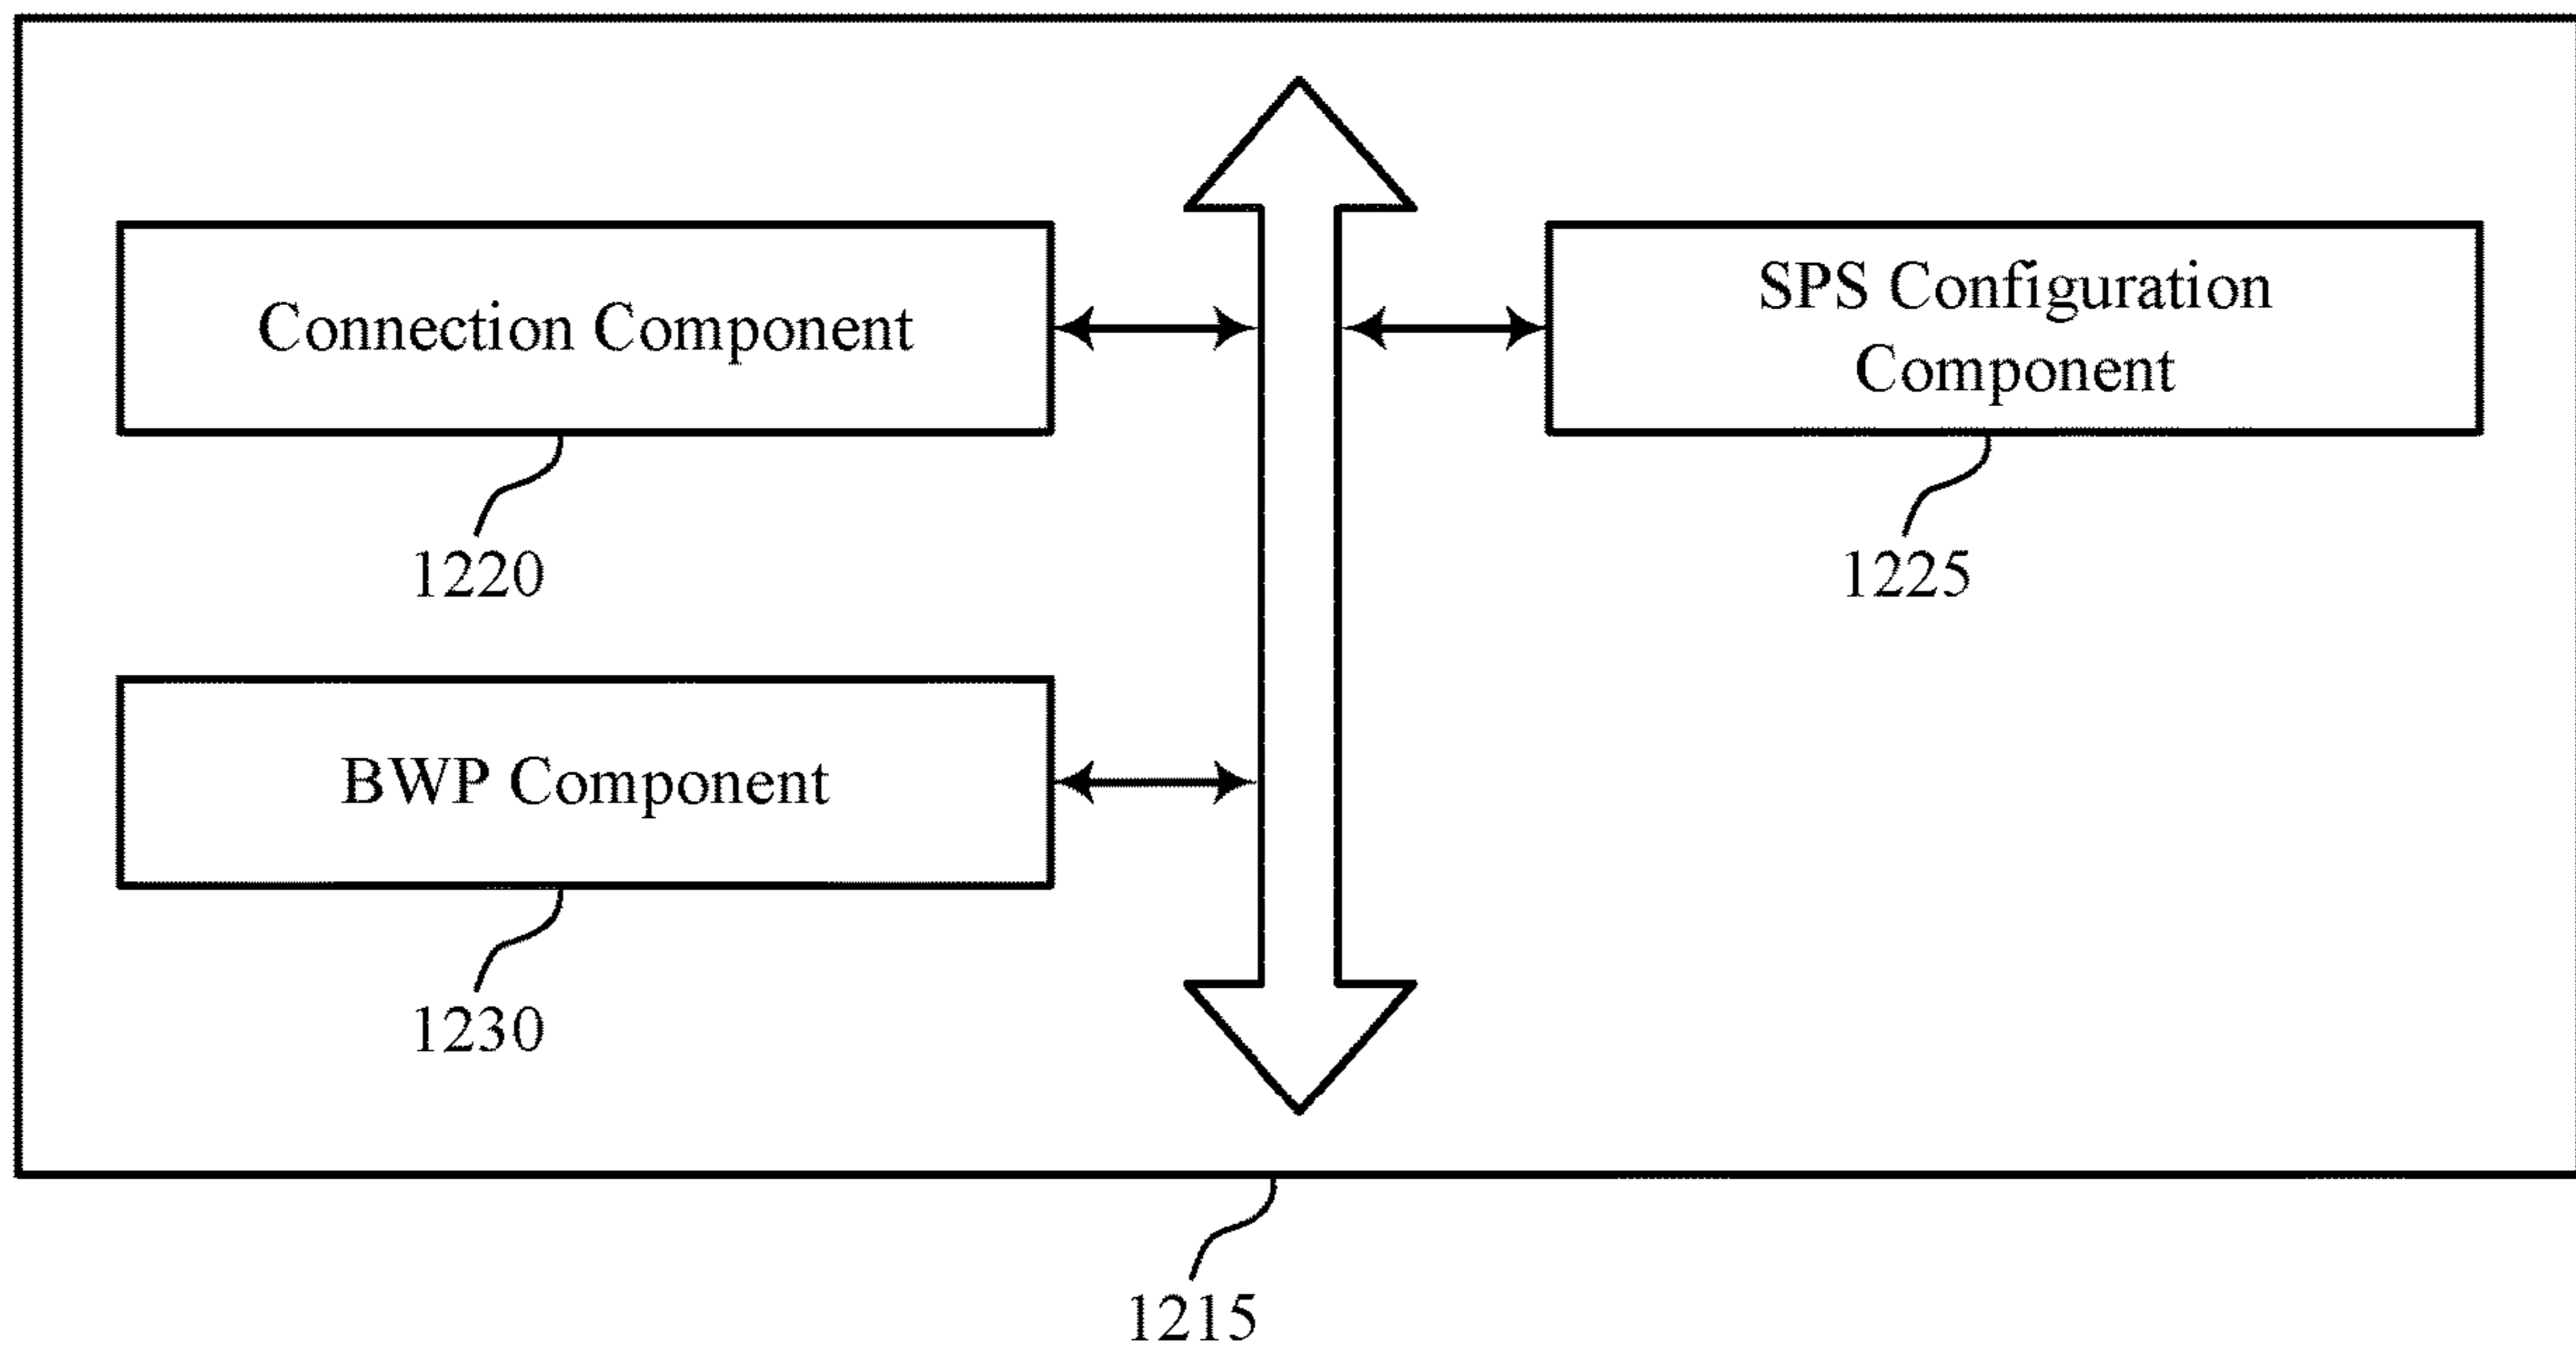 Connection Component
SPS Configuration
Component
1220
1225
BWP Component
1230
1215